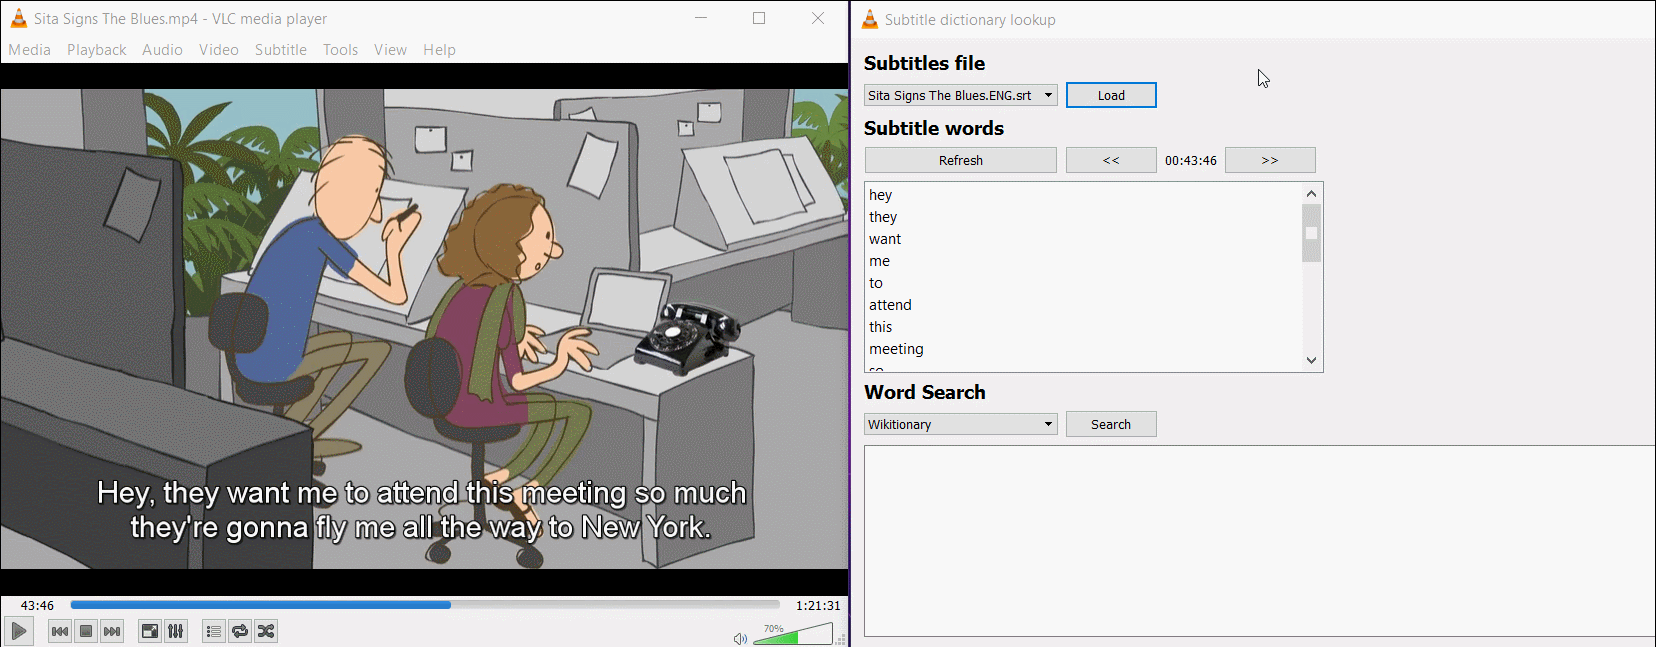 Sita Signs The Blues.mp4 - VLC media player
Media Playback Audio Video Subtitle Tools View Help
Hey, they want me to attend this meeting so much
they're gonna fly me all the way to New York.
43:46 1:21:31
70%
Subtitle dictionary lookup
Subtitles file
Sita Signs The Blues.ENG.srt Load
Subtitle words
Refresh << 00:43:46 >>
hey
they
want
me
to
attend
this
meeting
so
Word Search
Wikitionary Search